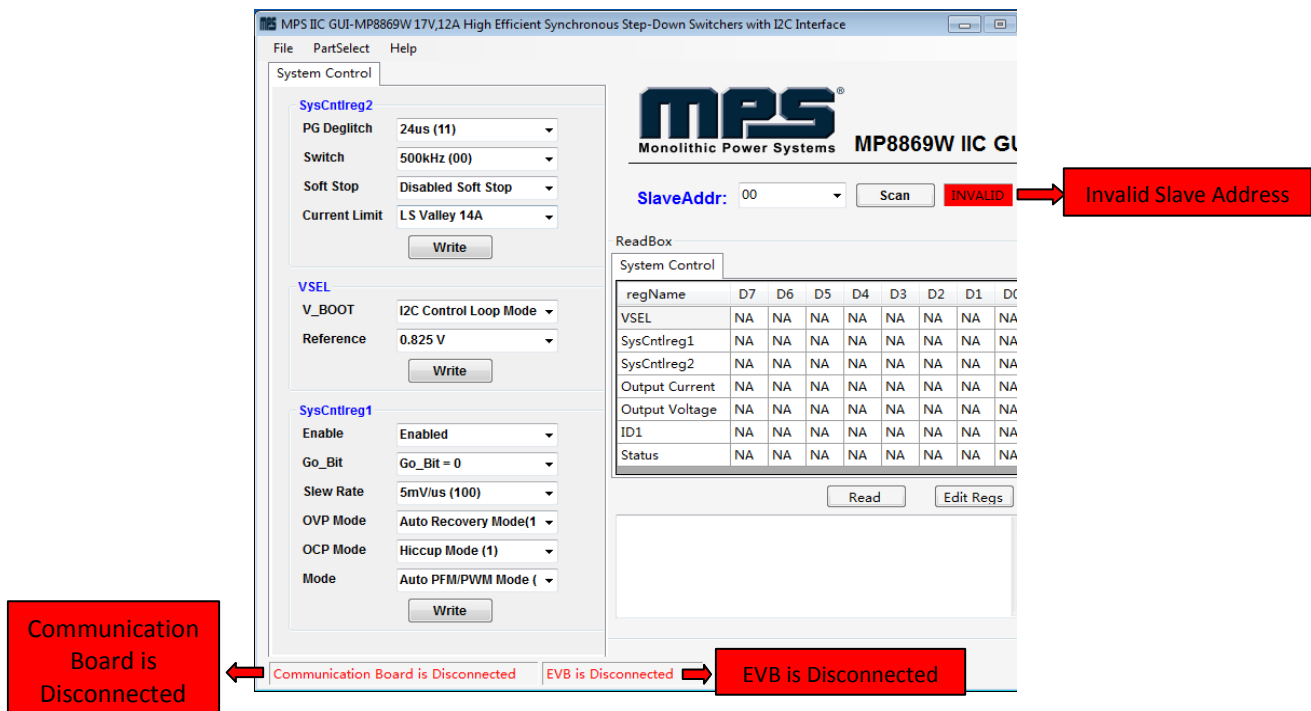 MPS IIC GUI-MP8869W 17V,12A High Efficient Synchronous Step-Down Switchers with I2C Interface
File PartSelect Help
System Control
SysCntlreg2
PG Deglitch 24us (11)
Switch 500kHz (00)
Soft Stop Disabled Soft Stop
Current Limit LS Valley 14A
Write
VSEL
V_BOOT I2C Control Loop Mode
Reference 0.825 V
Write
SysCntlreg1
Enable Enabled
Go_Bit Go_Bit = 0
Slew Rate 5mV/us (100)
OVP Mode Auto Recovery Mode(1
OCP Mode Hiccup Mode (1)
Mode Auto PFM/PWM Mode (
Write
mps®
Monolithic Power Systems MP8869W IIC GU
SlaveAddr: 00 Scan INVALID
Invalid Slave Address
ReadBox
System Control
regName D7 D6 D5 D4 D3 D2 D1 D0
VSEL NA NA NA NA NA NA NA NA
SysCntlreg1 NA NA NA NA NA NA NA NA
SysCntlreg2 NA NA NA NA NA NA NA NA
Output Current NA NA NA NA NA NA NA NA
Output Voltage NA NA NA NA NA NA NA NA
ID1 NA NA NA NA NA NA NA NA
Status NA NA NA NA NA NA NA NA
Read Edit Regs
Communication
Board is
Disconnected
Communication Board is Disconnected EVB is Disconnected
EVB is Disconnected